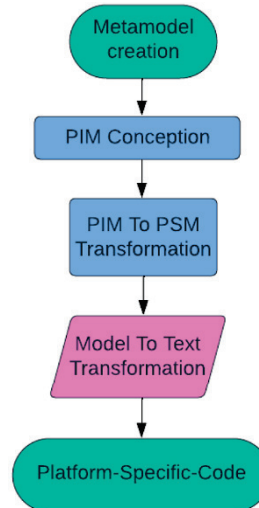 Metamodel
creation
PIM Conception
PIM To PSM
Transformation
Model To Text
Transformation
Platform-Specific-Code